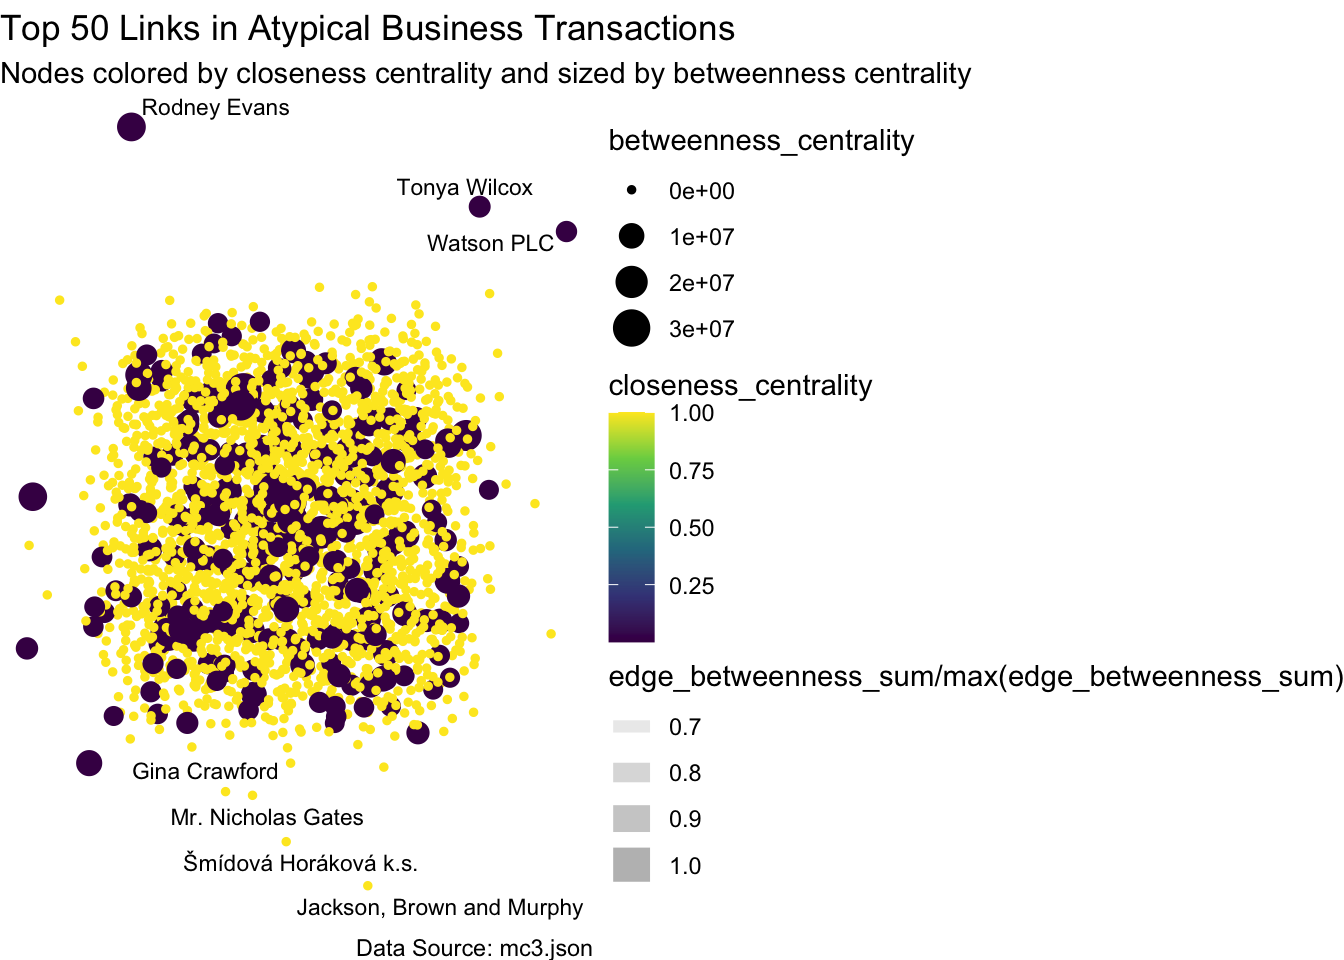 Top 50 Links in Atypical Business Transactions
Nodes colored by closeness centrality and sized by betweenness centrality
Rodney Evans
Tonya Wilcox
Watson PLC
Gina Crawford
Mr. Nicholas Gates
Šmídová Horáková k.s.
Jackson, Brown and Murphy
betweenness_centrality
0e+00
1e+07
2e+07
3e+07
closeness_centrality
1.00
0.75
0.50
0.25
edge_betweenness_sum/max(edge_betweenness_sum)
0.7
0.8
0.9
1.0
Data Source: mc3.json